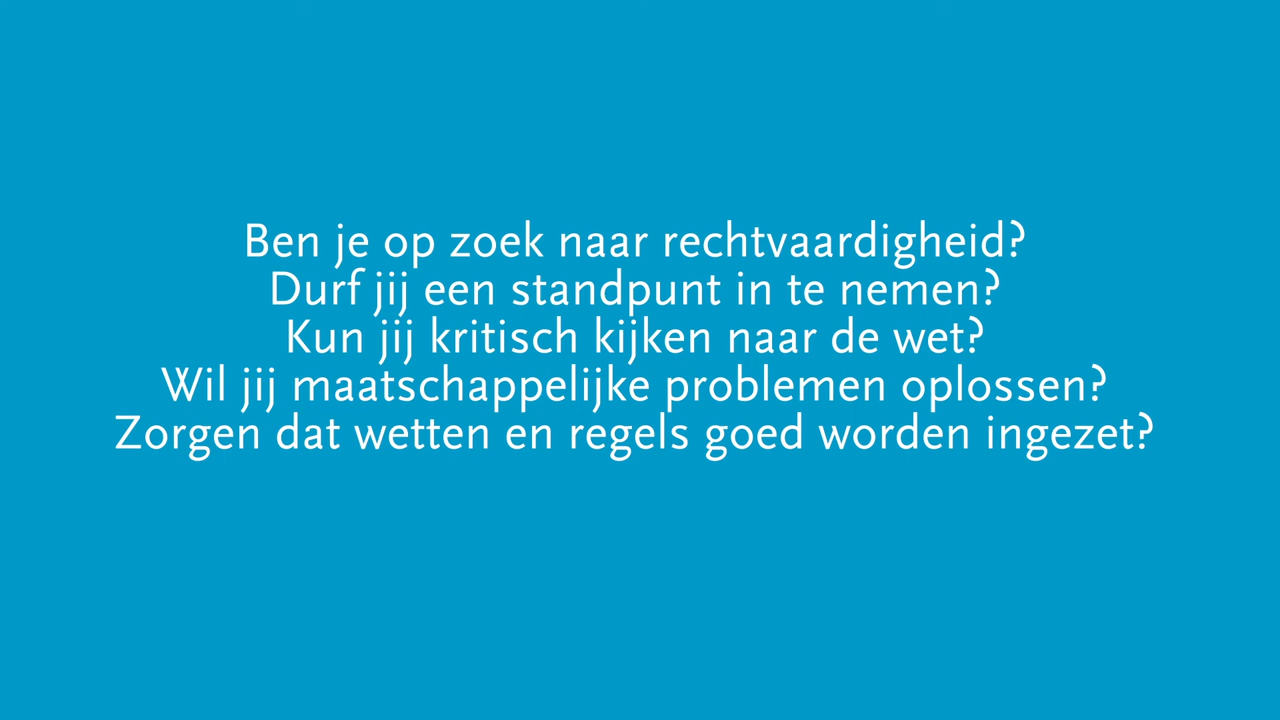 Ben je op zoek naar rechtvaardigheid?
Durf jij een standpunt in te nemen?
Kun jij kritisch kijken naar de wet?
Wil jij maatschappelijke problemen oplossen?
Zorgen dat wetten en regels goed worden ingezet?